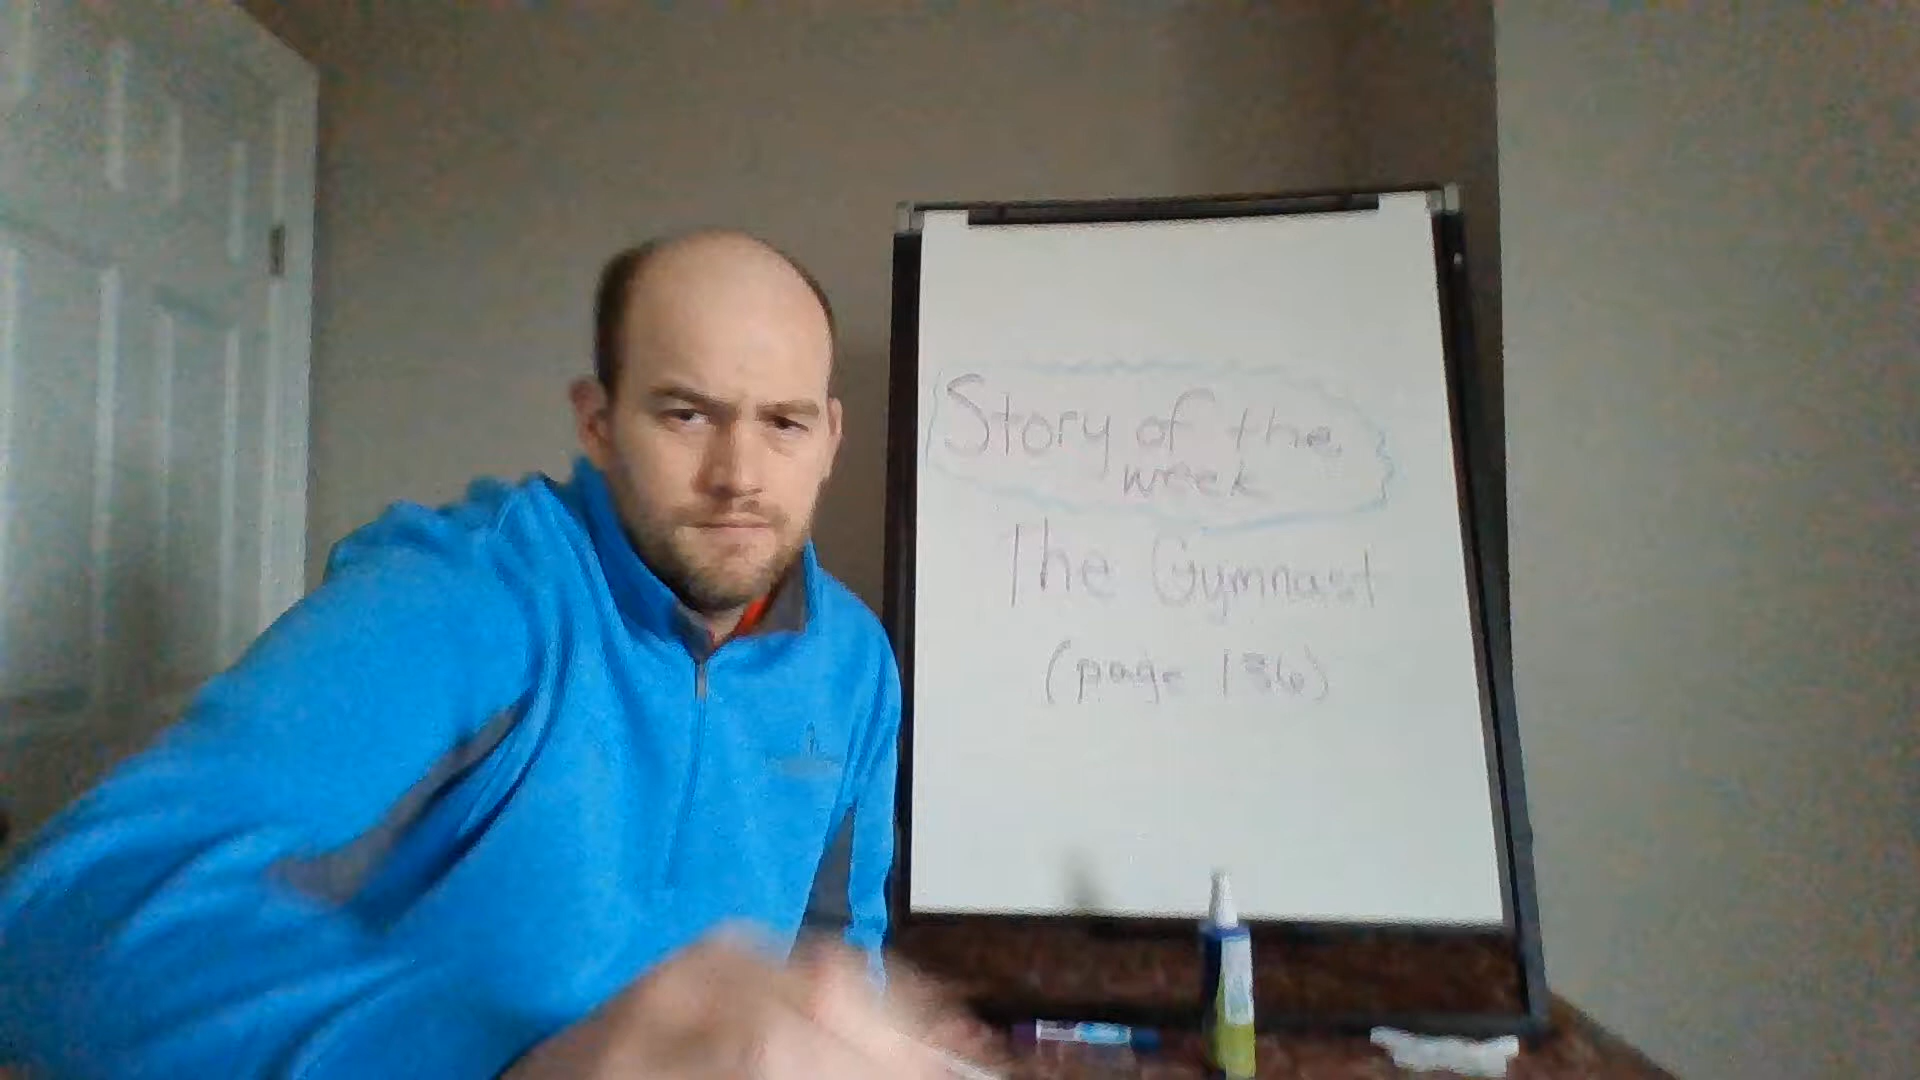 Story of the
week
The Gymnast
(page 136)